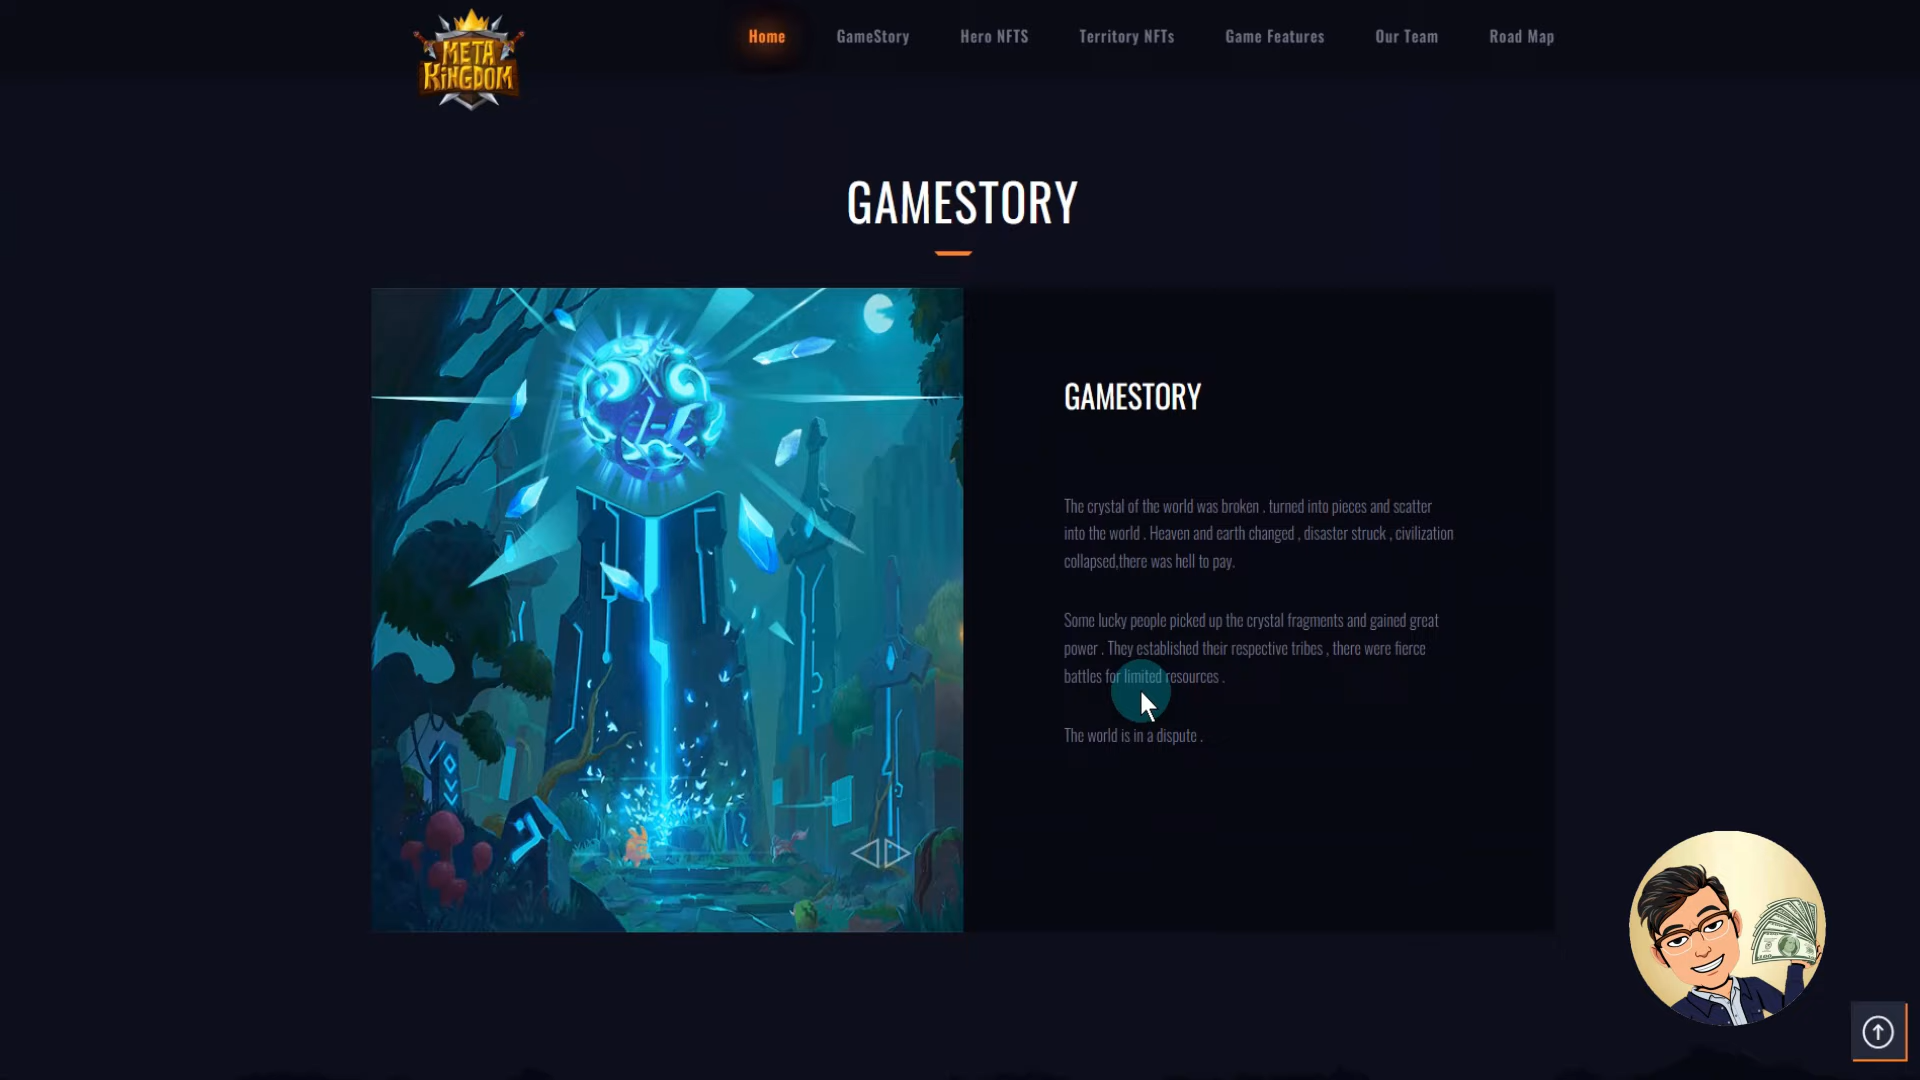 META
KINGDOM
Home
GameStory
Hero NFTS
Territory NFTs
Game Features
Our Team
Road Map
GAMESTORY
GAMESTORY
The crystal of the world was broken . turned into pieces and scatter
into the world . Heaven and earth changed , disaster struck , civilization
collapsed,there was hell to pay.
Some lucky people picked up the crystal fragments and gained great
power . They established their respective tribes , there were fierce
battles for limited resources .
The world is in a dispute .